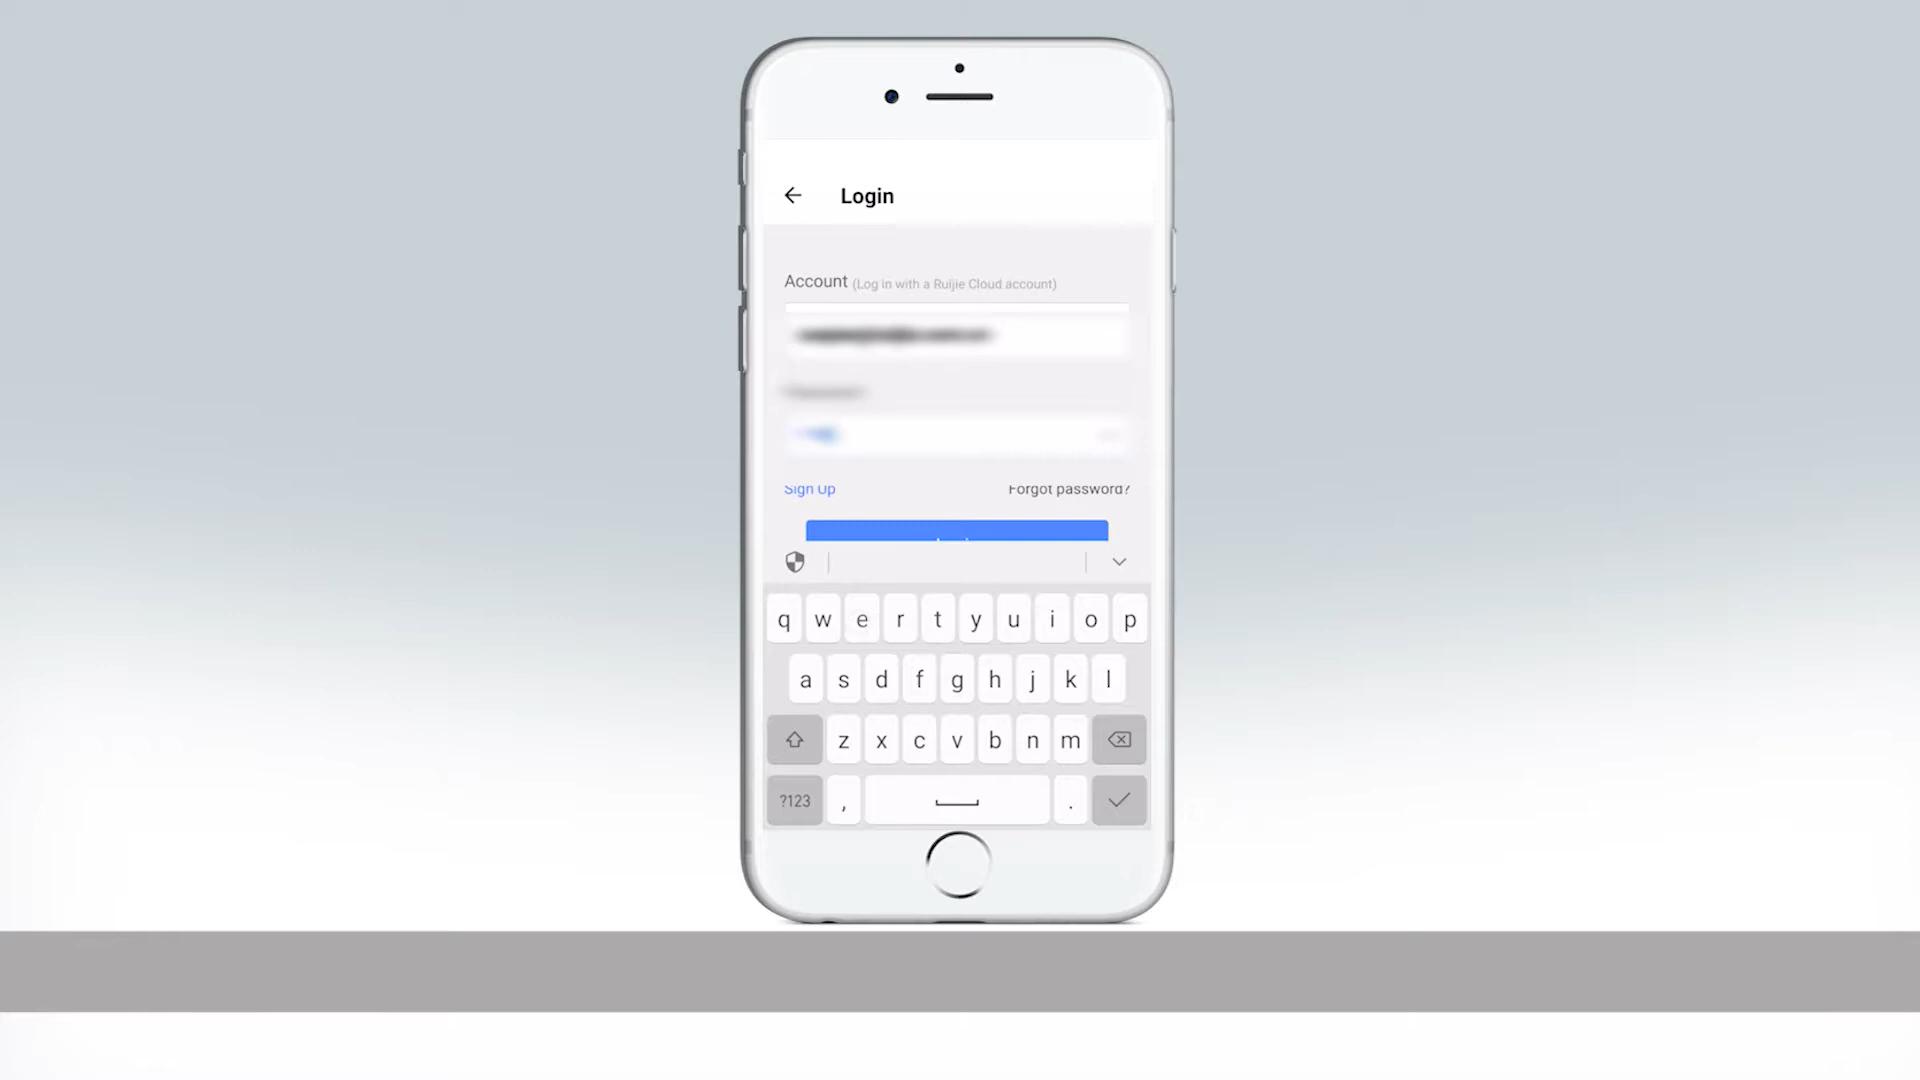 Login
Account (Log in with a Ruijie Cloud account)
Sign Up
Forgot password?
q w e r t y u i o p
a s d f g h j k l
z x c v b n m
?123 , .